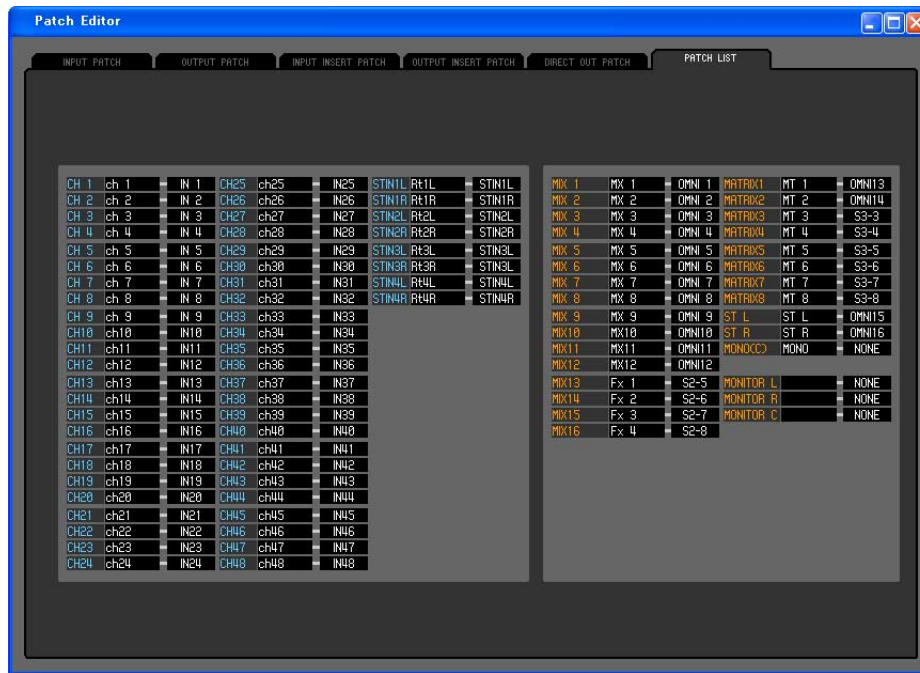 Patch Editor
INPUT PATCH OUTPUT PATCH INPUT INSERT PATCH OUTPUT INSERT PATCH DIRECT OUT PATCH PATCH LIST
CH 1 ch 1 IN 1 CH25 ch25 IN25 STIN1L Rt1L STIN1L MIX 1 MX 1 OMNI 1 MATRIX1 MT 1 OMNI13
CH 2 ch 2 IN 2 CH26 ch26 IN26 STIN1R Rt1R STIN1R MIX 2 MX 2 OMNI 2 MATRIX2 MT 2 OMNI14
CH 3 ch 3 IN 3 CH27 ch27 IN27 STIN2L Rt2L STIN2L MIX 3 MX 3 OMNI 3 MATRIX3 MT 3 S3-3
CH 4 ch 4 IN 4 CH28 ch28 IN28 STIN2R Rt2R STIN2R MIX 4 MX 4 OMNI 4 MATRIX4 MT 4 S3-4
CH 5 ch 5 IN 5 CH29 ch29 IN29 STIN3L Rt3L STIN3L MIX 5 MX 5 OMNI 5 MATRIX5 MT 5 S3-5
CH 6 ch 6 IN 6 CH30 ch30 IN30 STIN3R Rt3R STIN3L MIX 6 MX 6 OMNI 6 MATRIX6 MT 6 S3-6
CH 7 ch 7 IN 7 CH31 ch31 IN31 STIN4L Rt4L STIN4L MIX 7 MX 7 OMNI 7 MATRIX7 MT 7 S3-7
CH 8 ch 8 IN 8 CH32 ch32 IN32 STIN4R Rt4R STIN4R MIX 8 MX 8 OMNI 8 MATRIX8 MT 8 S3-8
CH 9 ch 9 IN 9 CH33 ch33 IN33 MIX 9 MX 9 OMNI 9 ST L ST L OMNI15
CH10 ch10 IN10 CH34 ch34 IN34 MIX10 MX10 OMNI10 ST R ST R OMNI16
CH11 ch11 IN11 CH35 ch35 IN35 MIX11 MX11 OMNI11 MONO(C) MONO NONE
CH12 ch12 IN12 CH36 ch36 IN36 MIX12 MX12 OMNI12
CH13 ch13 IN13 CH37 ch37 IN37 MIX13 Fx 1 S2-5 MONITOR L NONE
CH14 ch14 IN14 CH38 ch38 IN38 MIX14 Fx 2 S2-6 MONITOR R NONE
CH15 ch15 IN15 CH39 ch39 IN39 MIX15 Fx 3 S2-7 MONITOR C NONE
CH16 ch16 IN16 CH40 ch40 IN40 MIX16 Fx 4 S2-8
CH17 ch17 IN17 CH41 ch41 IN41
CH18 ch18 IN18 CH42 ch42 IN42
CH19 ch19 IN19 CH43 ch43 IN43
CH20 ch20 IN20 CH44 ch44 IN44
CH21 ch21 IN21 CH45 ch45 IN45
CH22 ch22 IN22 CH46 ch46 IN46
CH23 ch23 IN23 CH47 ch47 IN47
CH24 ch24 IN24 CH48 ch48 IN48